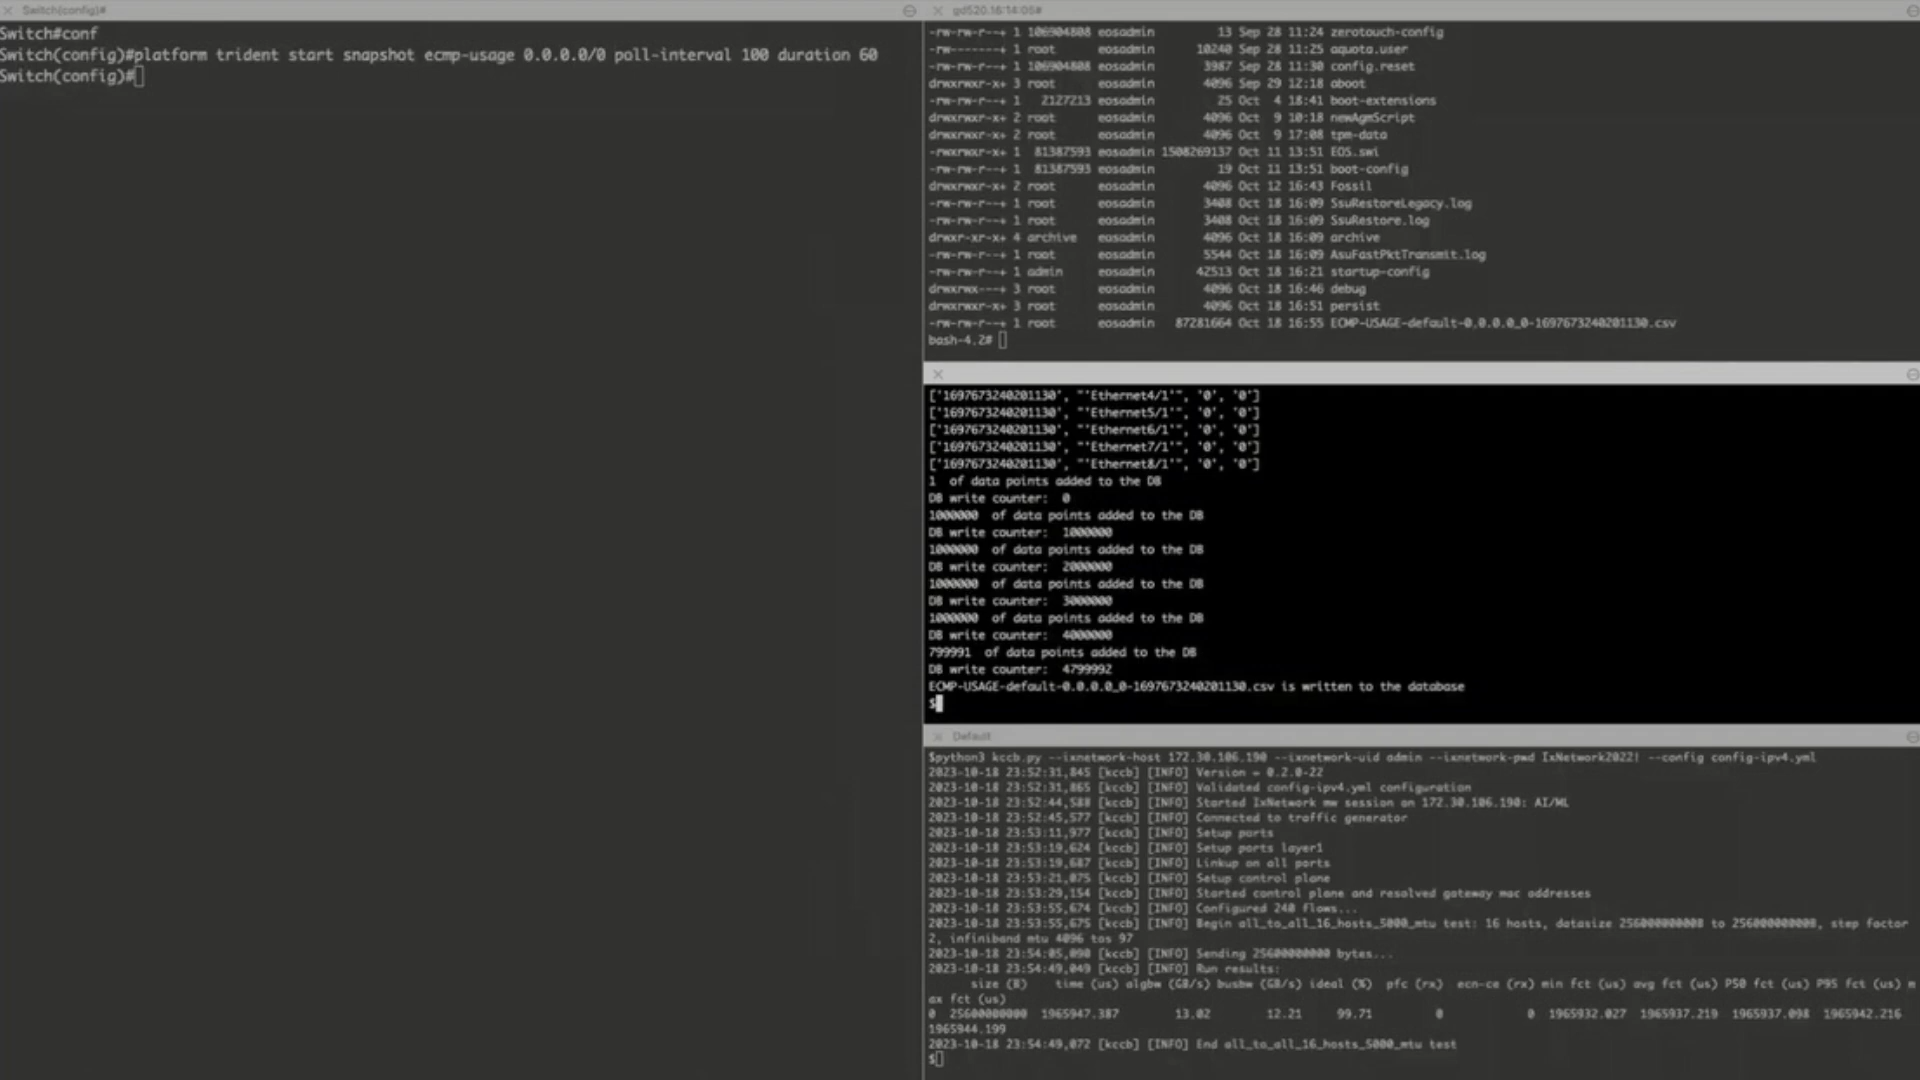 Switch(config)#
Switch#conf
Switch(config)#platform trident start snapshot ecmp-usage 0.0.0.0/0 poll-interval 100 duration 60
Switch(config)#
gd520.16:14:05#
-rw-rw-r--+ 1 106904808 eosadmin 13 Sep 28 11:24 zerotouch-config
-rw-------+ 1 root eosadmin 10240 Sep 28 11:25 aquota.user
-rw-rw-r--+ 1 106904808 eosadmin 3987 Sep 28 11:30 config.reset
drwxrwxr-x+ 3 root eosadmin 4096 Sep 29 12:18 aboot
-rw-rw-r--+ 1 2127213 eosadmin 25 Oct 4 18:41 boot-extensions
drwxrwxr-x+ 2 root eosadmin 4096 Oct 9 10:18 newAgmScript
drwxrwxr-x+ 2 root eosadmin 4096 Oct 9 17:08 tpm-data
-rwxrwxr-x+ 1 81387593 eosadmin 1508269137 Oct 11 13:51 EOS.swi
-rw-rw-r--+ 1 81387593 eosadmin 19 Oct 11 13:51 boot-config
drwxrwxr-x+ 2 root eosadmin 4096 Oct 12 16:43 Fossil
-rw-rw-r--+ 1 root eosadmin 3408 Oct 18 16:09 SsuRestoreLegacy.log
-rw-rw-r--+ 1 root eosadmin 3408 Oct 18 16:09 SsuRestore.log
drwxr-xr-x+ 4 archive eosadmin 4096 Oct 18 16:09 archive
-rw-rw-r--+ 1 root eosadmin 5544 Oct 18 16:09 AsuFastPktTransmit.log
-rw-rw-r--+ 1 admin eosadmin 42513 Oct 18 16:21 startup-config
drwxrwx---+ 3 root eosadmin 4096 Oct 18 16:46 debug
drwxrwxr-x+ 3 root eosadmin 4096 Oct 18 16:51 persist
-rw-rw-r--+ 1 root eosadmin 87281664 Oct 18 16:55 ECMP-USAGE-default-0.0.0.0_0-1697673240201130.csv
bash-4.2#
['1697673240201130', "'Ethernet4/1'", '0', '0']
['1697673240201130', "'Ethernet5/1'", '0', '0']
['1697673240201130', "'Ethernet6/1'", '0', '0']
['1697673240201130', "'Ethernet7/1'", '0', '0']
['1697673240201130', "'Ethernet8/1'", '0', '0']
1 of data points added to the DB
DB write counter: 0
1000000 of data points added to the DB
DB write counter: 1000000
1000000 of data points added to the DB
DB write counter: 2000000
1000000 of data points added to the DB
DB write counter: 3000000
1000000 of data points added to the DB
DB write counter: 4000000
799991 of data points added to the DB
DB write counter: 4799992
ECMP-USAGE-default-0.0.0.0_0-1697673240201130.csv is written to the database
$
Default
$python3 kccb.py --ixnetwork-host 172.30.106.190 --ixnetwork-uid admin --ixnetwork-pwd IxNetwork2022! --config config-ipv4.yml
2023-10-18 23:52:31,845 [kccb] [INFO] Version = 0.2.0-22
2023-10-18 23:52:31,865 [kccb] [INFO] Validated config-ipv4.yml configuration
2023-10-18 23:52:44,588 [kccb] [INFO] Started IxNetwork mw session on 172.30.106.190: AI/ML
2023-10-18 23:52:45,577 [kccb] [INFO] Connected to traffic generator
2023-10-18 23:53:11,977 [kccb] [INFO] Setup ports
2023-10-18 23:53:19,624 [kccb] [INFO] Setup ports layer1
2023-10-18 23:53:19,687 [kccb] [INFO] Linkup on all ports
2023-10-18 23:53:21,075 [kccb] [INFO] Setup control plane
2023-10-18 23:53:29,154 [kccb] [INFO] Started control plane and resolved gateway mac addresses
2023-10-18 23:53:55,674 [kccb] [INFO] Configured 240 flows...
2023-10-18 23:53:55,675 [kccb] [INFO] Begin all_to_all_16_hosts_5000_mtu test: 16 hosts, datasize 25600000000 to 25600000000, step factor
2, infiniband mtu 4096 tos 97
2023-10-18 23:54:05,090 [kccb] [INFO] Sending 25600000000 bytes...
2023-10-18 23:54:49,049 [kccb] [INFO] Run results:
size (B) time (us) algbw (GB/s) busbw (GB/s) ideal (%) pfc (rx) ecn-ce (rx) min fct (us) avg fct (us) P50 fct (us) P95 fct (us) m
ax fct (us)
0 25600000000 1965947.387 13.02 12.21 99.71 0 0 1965932.027 1965937.219 1965937.098 1965942.216
1965944.199
2023-10-18 23:54:49,072 [kccb] [INFO] End all_to_all_16_hosts_5000_mtu test
$